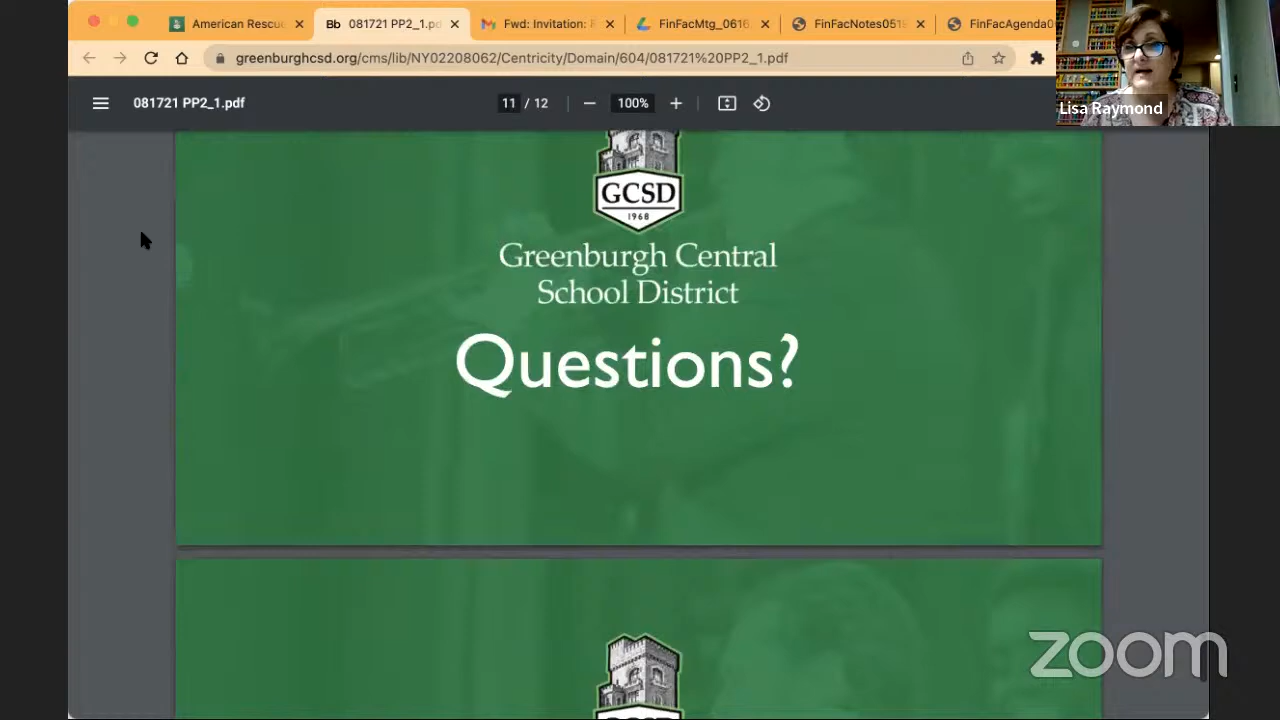 American Rescu
Bb 081721 PP2_1.pd
Fwd: Invitation: F
FinFacMtg_0616
FinFacNotes051
FinFacAgenda0
greenburghcsd.org/cms/lib/NY02208062/Centricity/Domain/604/081721%20PP2_1.pdf
081721 PP2_1.pdf
11 / 12
100%
Lisa Raymond
GCSD
1968
Greenburgh Central
School District
Questions?
zoom